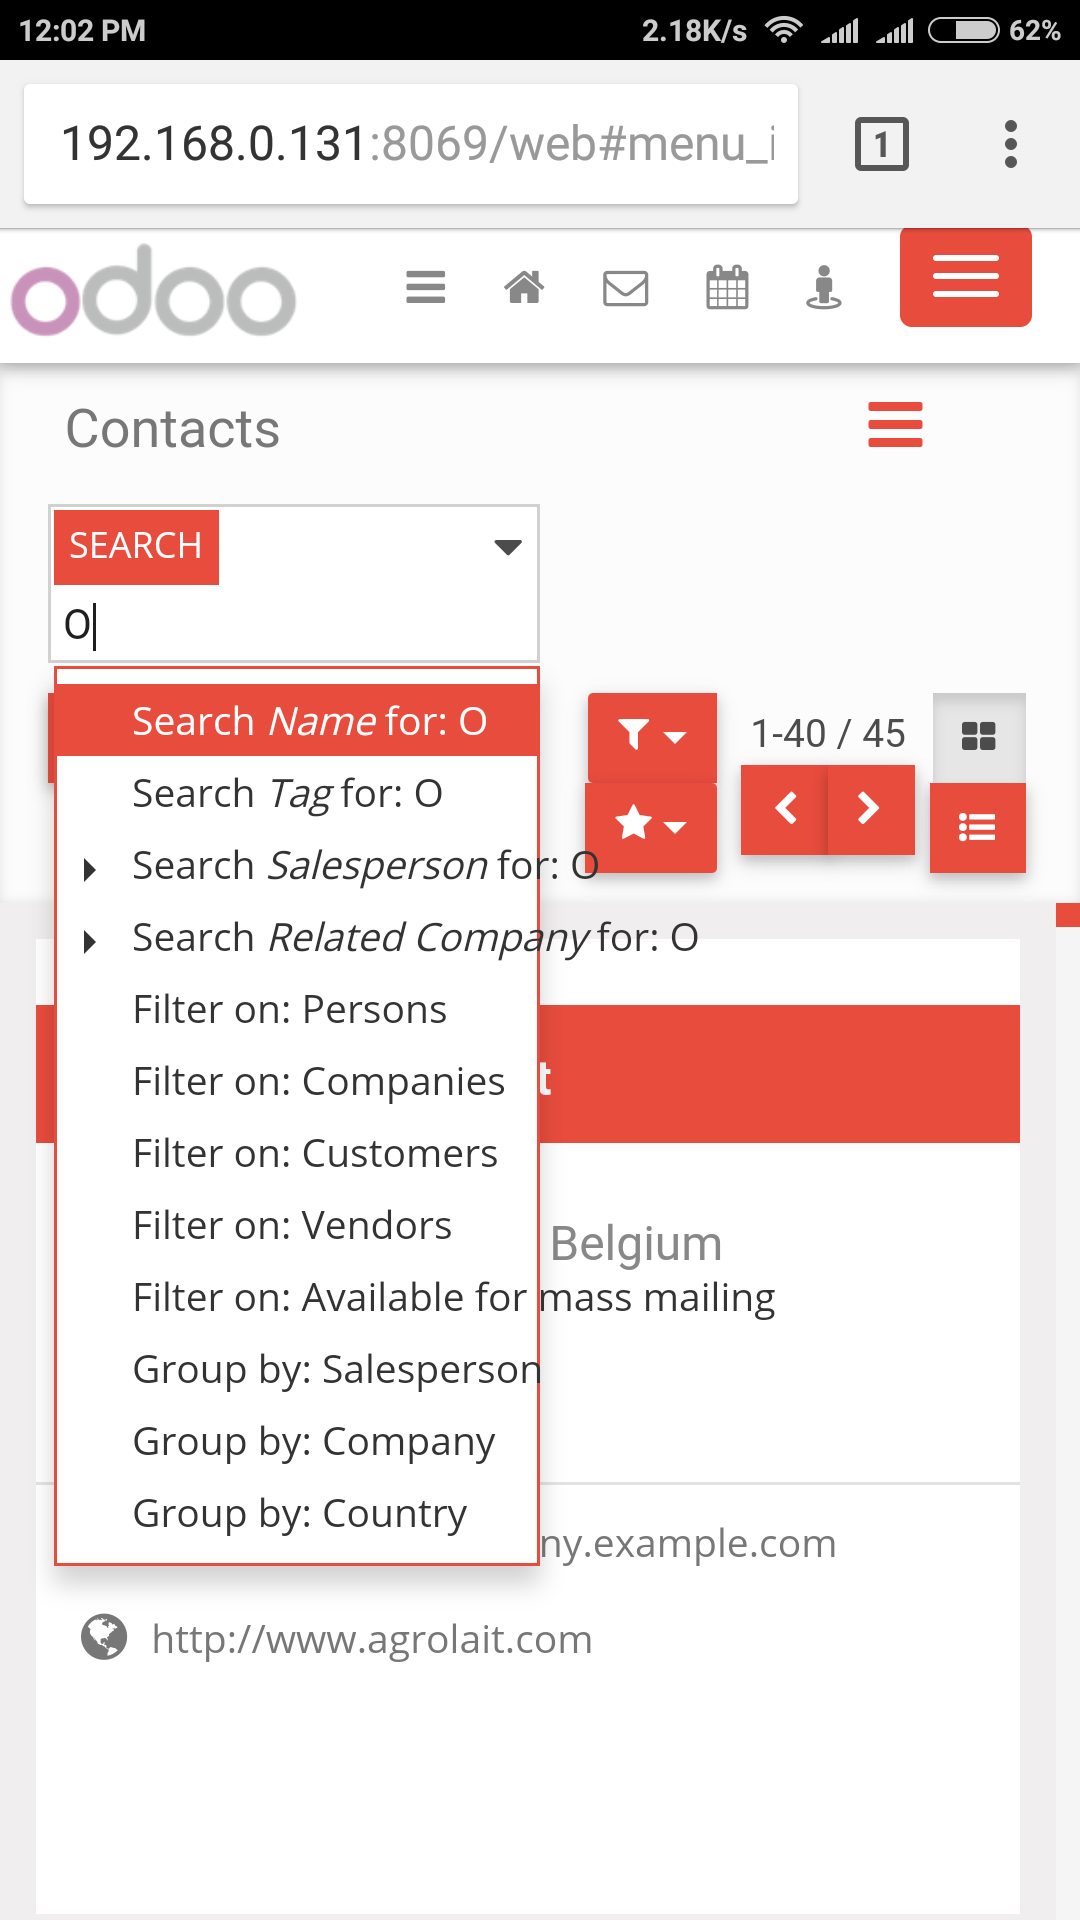 12:02 PM 2.18K/s 62%
192.168.0.131:8069/web#menu_i 1
odoo
Contacts
SEARCH
O
Search Name for: O
1-40 / 45
Search Tag for: O
Search Salesperson for: O
Search Related Company for: O
Filter on: Persons
Filter on: Companies
t
Filter on: Customers
Filter on: Vendors
Belgium
Filter on: Available for mass mailing
Group by: Salesperson
Group by: Company
Group by: Country
ny.example.com
http://www.agrolait.com